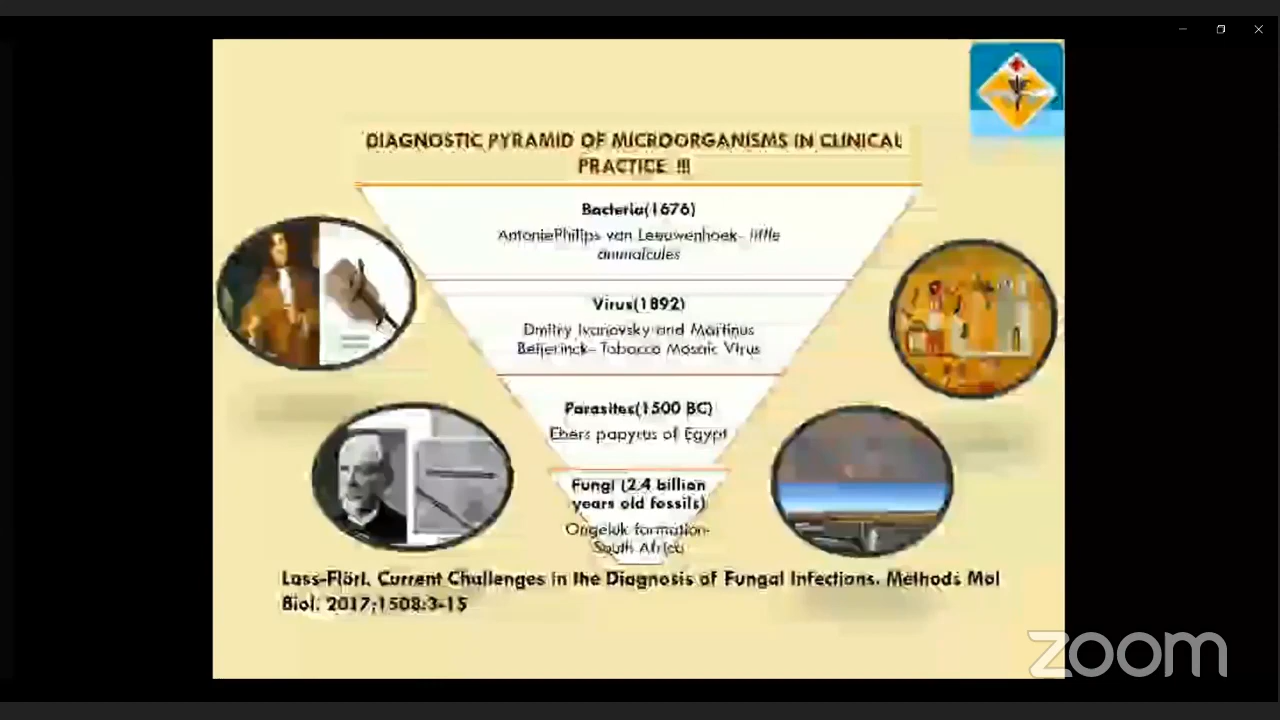 DIAGNOSTIC PYRAMID OF MICROORGANISMS IN CLINICAL
PRACTICE !!!
Bacteria(1676)
AntoniePhilips van Leeuwenhoek- little
animalcules
Virus(1892)
Dmitry Ivanovsky and Martinus
Beijerinck- Tobacco Mosaic Virus
Parasites(1500 BC)
Ebers papyrus of Egypt
Fungi (2.4 billion
years old fossils)
Ongeluk formation-
South Africa
Lass-Flörl. Current Challenges in the Diagnosis of Fungal Infections. Methods Mol
Biol. 2017;1508:3-15
zoom